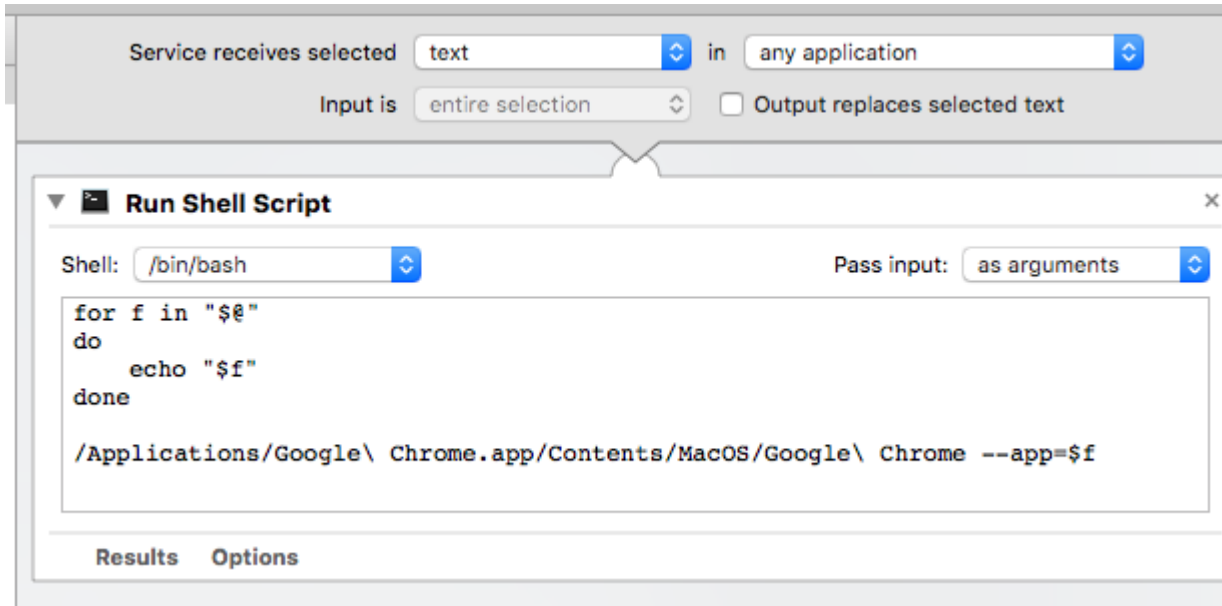 Service receives selected text in any application
Input is entire selection Output replaces selected text
Run Shell Script
Shell: /bin/bash Pass input: as arguments
for f in "$@"
do
    echo "$f"
done
/Applications/Google\ Chrome.app/Contents/MacOS/Google\ Chrome --app=$f
Results Options